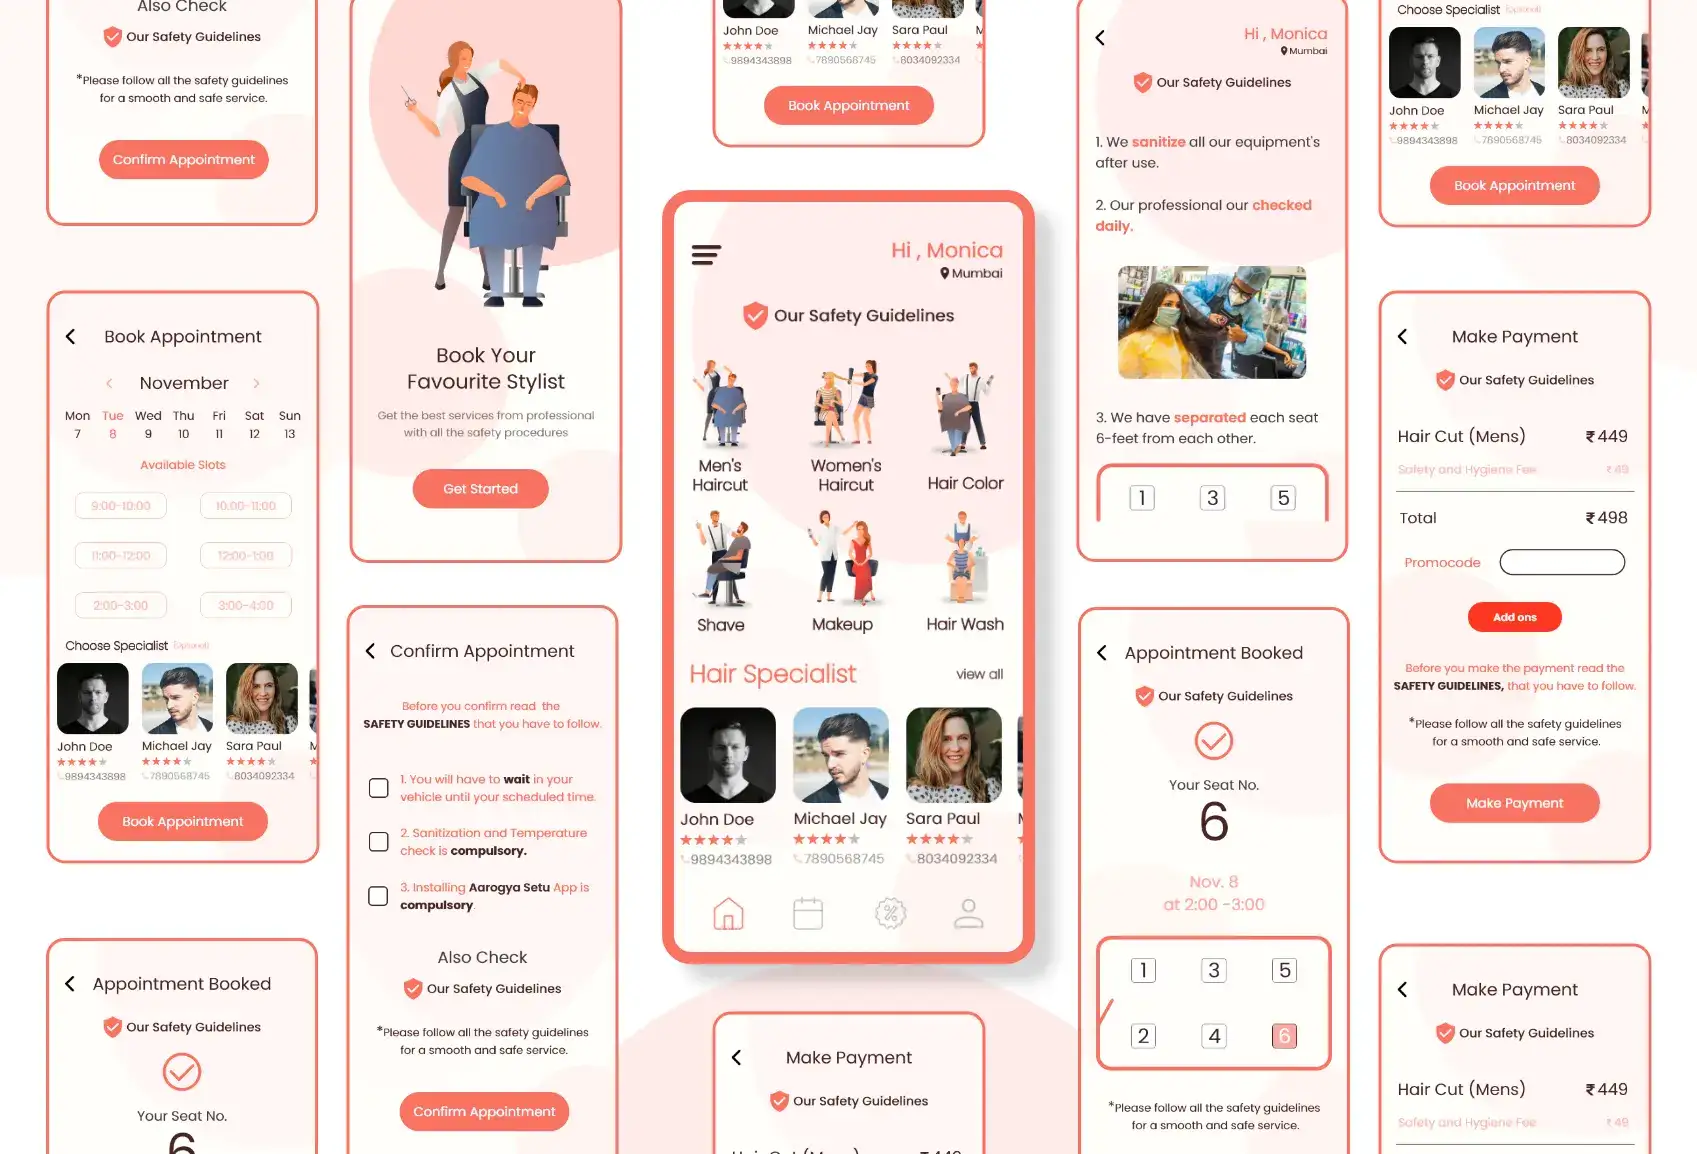 Also Check
Our Safety Guidelines
*Please follow all the safety guidelines
for a smooth and safe service.
Confirm Appointment
Book Appointment
November
Mon Tue Wed Thu Fri Sat Sun
7 8 9 10 11 12 13
Available Slots
9:00-10:00 10:00-11:00
11:00-12:00 12:00-1:00
2:00-3:00 3:00-4:00
Choose Specialist (Optional)
John Doe Michael Jay Sara Paul M
9894343898 7890568745 8034092334
Book Appointment
Appointment Booked
Our Safety Guidelines
Your Seat No.
6
Book Your
Favourite Stylist
Get the best services from professional
with all the safety procedures
Get Started
Confirm Appointment
Before you confirm read the
SAFETY GUIDELINES that you have to follow.
1. You will have to wait in your
vehicle until your scheduled time.
2. Sanitization and Temperature
check is compulsory.
3. Installing Aarogya Setu App is
compulsory.
Also Check
Our Safety Guidelines
*Please follow all the safety guidelines
for a smooth and safe service.
Confirm Appointment
John Doe Michael Jay Sara Paul M
9894343898 7890568745 8034092334
Book Appointment
Hi , Monica
Mumbai
Our Safety Guidelines
Men's
Haircut
Women's
Haircut
Hair Color
Shave
Makeup
Hair Wash
Hair Specialist
view all
John Doe Michael Jay Sara Paul M
9894343898 7890568745 8034092334
Make Payment
Our Safety Guidelines
Hair Cut (Mens) ₹449
Hi , Monica
Mumbai
Our Safety Guidelines
1. We sanitize all our equipment's
after use.
2. Our professional our checked
daily.
3. We have separated each seat
6-feet from each other.
1 3 5
Appointment Booked
Our Safety Guidelines
Your Seat No.
6
Nov. 8
at 2:00 -3:00
1 3 5
2 4 6
*Please follow all the safety guidelines
for a smooth and safe service.
Choose Specialist (Optional)
John Doe Michael Jay Sara Paul M
9894343898 7890568745 8034092334
Book Appointment
Make Payment
Our Safety Guidelines
Hair Cut (Mens) ₹449
Safety and Hygiene Fee ₹49
Total ₹498
Promocode
Add ons
Before you make the payment read the
SAFETY GUIDELINES, that you have to follow.
*Please follow all the safety guidelines
for a smooth and safe service.
Make Payment
Make Payment
Our Safety Guidelines
Hair Cut (Mens) ₹449
Safety and Hygiene Fee ₹49